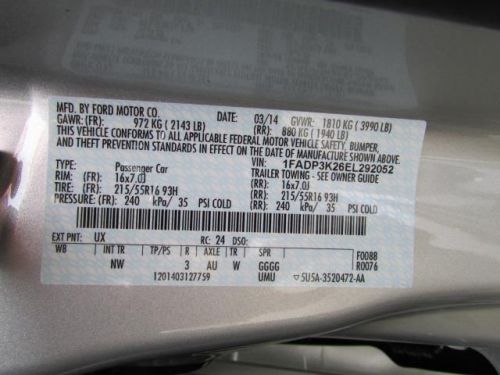 MFD. BY FORD MOTOR CO. DATE: 03/14 GVWR: 1810 KG ( 3990 LB)
GAWR: (FR): 972 KG ( 2143 LB) (RR): 880 KG ( 1940 LB)
THIS VEHICLE CONFORMS TO ALL APPLICABLE FEDERAL MOTOR VEHICLE SAFETY, BUMPER,
AND THEFT PREVENTION STANDARDS IN EFFECT ON THE DATE OF MANUFACTURE SHOWN ABOVE.
VIN: 1FADP3K26EL292052
TYPE: Passenger Car TRAILER TOWING - SEE OWNER GUIDE
RIM: (FR): 16x7.0J (RR): 16x7.0J
TIRE: (FR): 215/55R16 93H (RR): 215/55R16 93H
PRESSURE: (FR): 240 kPa/ 35 PSI COLD (RR): 240 kPa/ 35 PSI COLD
EXT PNT: UX RC: 24 DSO:
WB INT TR TP/PS R AXLE TR SPR F0088
NW 3 AU W GGGG R0076
1201403127759 UMU 5U5A-3520472-AA